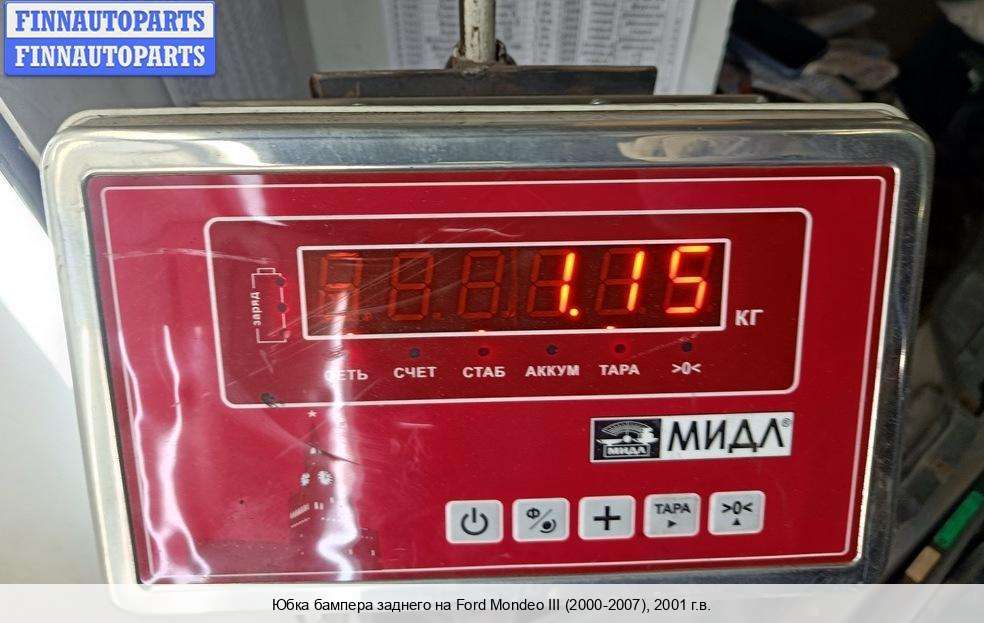 FINNAUTOPARTS
FINNAUTOPARTS
1.15
КГ
заряд
СЕТЬ СЧЕТ СТАБ АККУМ ТАРА >0<
МИДЛ МИДЛ®
Ф + ТАРА >0<
Юбка бампера заднего на Ford Mondeo III (2000-2007), 2001 г.в.